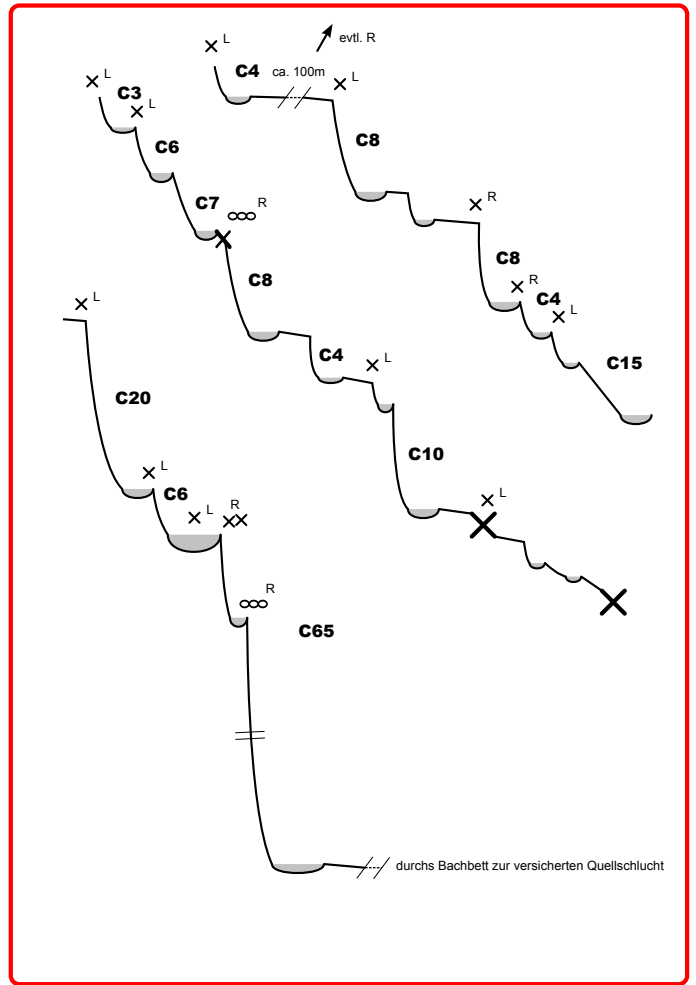 evtl. R
L
C4
ca. 100m
L
L
C3
L
C8
C6
R
C7
R
C8
R
C8
C4
L
L
C4
L
C15
C20
C10
L
C6
L
R
L
R
C65
durchs Bachbett zur versicherten Quellschlucht